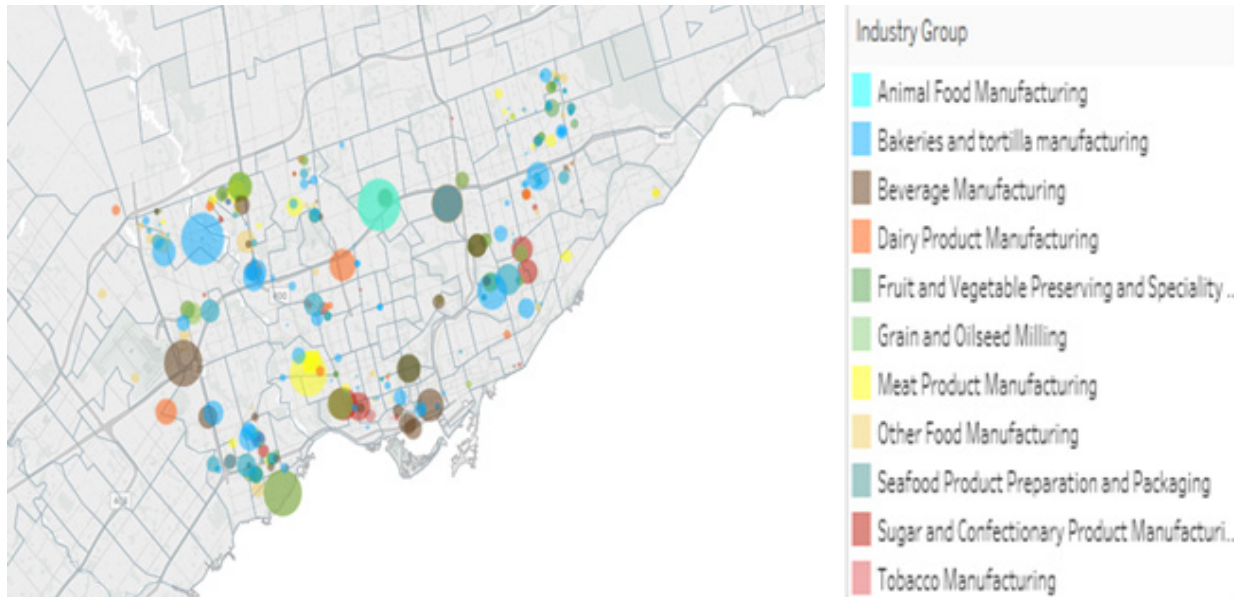 Industry Group
Animal Food Manufacturing
Bakeries and tortilla manufacturing
Beverage Manufacturing
Dairy Product Manufacturing
Fruit and Vegetable Preserving and Speciality ..
Grain and Oilseed Milling
Meat Product Manufacturing
Other Food Manufacturing
Seafood Product Preparation and Packaging
Sugar and Confectionary Product Manufacturi..
Tobacco Manufacturing
400